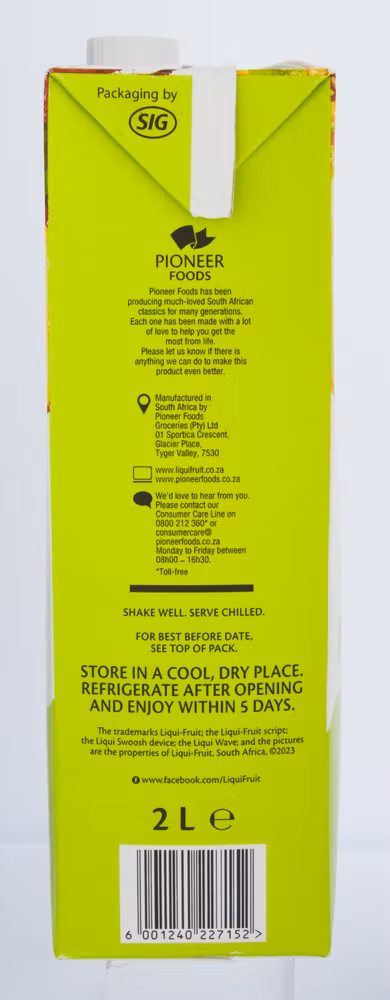 Packaging by
SIG
PIONEER
FOODS
Pioneer Foods has been
producing much-loved South African
classics for many generations.
Each one has been made with a lot
of love to help you get the
most from life.
Please let us know if there is
anything we can do to make this
product even better.
Manufactured in
South Africa by
Pioneer Foods
Groceries (Pty) Ltd
01 Sportica Crescent,
Glacier Place,
Tyger Valley, 7530
www.liquifruit.co.za
www.pioneerfoods.co.za
We'd love to hear from you.
Please contact our
Consumer Care Line on
0800 212 360* or
consumercare@
pioneerfoods.co.za
Monday to Friday between
08h00 – 16h30.
*Toll-free
SHAKE WELL. SERVE CHILLED.
FOR BEST BEFORE DATE,
SEE TOP OF PACK.
STORE IN A COOL, DRY PLACE.
REFRIGERATE AFTER OPENING
AND ENJOY WITHIN 5 DAYS.
The trademarks Liqui-Fruit; the Liqui-Fruit script;
the Liqui Swoosh device; the Liqui Wave; and the pictures
are the properties of Liqui-Fruit, South Africa, ©2023
www.facebook.com/LiquiFruit
2 L ℮
6 001240 227152 >